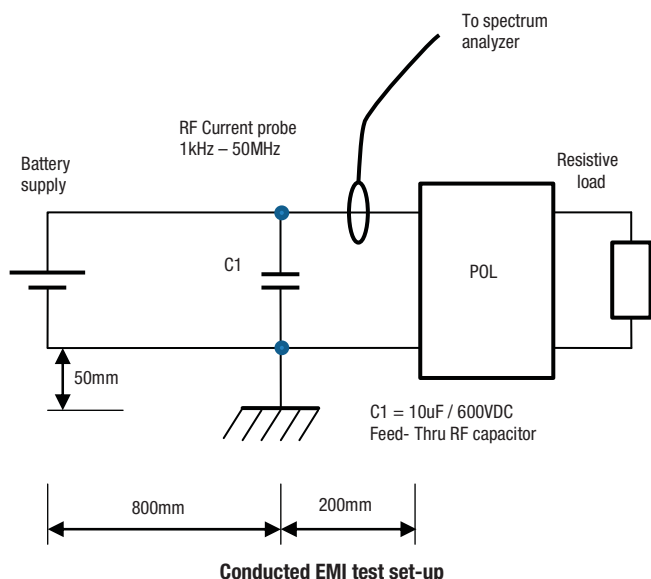 To spectrum
analyzer
RF Current probe
1kHz – 50MHz
Battery
supply
Resistive
load
C1
POL
50mm
C1 = 10uF / 600VDC
Feed- Thru RF capacitor
800mm
200mm
Conducted EMI test set-up